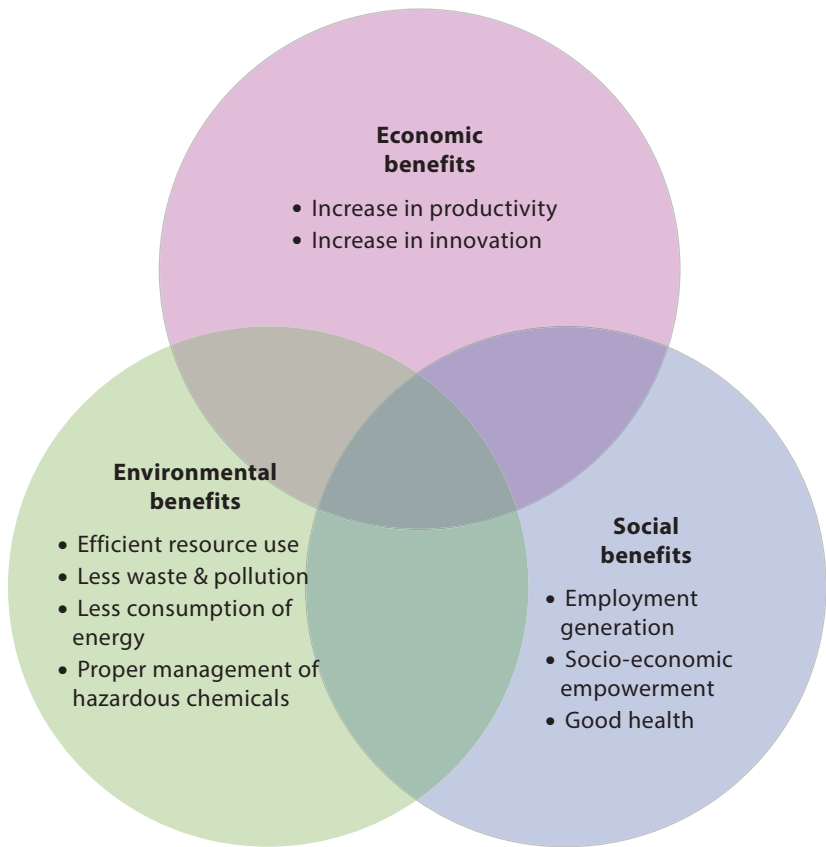 Economic
benefits
• Increase in productivity
• Increase in innovation
Environmental
benefits
• Efficient resource use
• Less waste & pollution
• Less consumption of
energy
• Proper management of
hazardous chemicals
Social
benefits
• Employment
generation
• Socio-economic
empowerment
• Good health